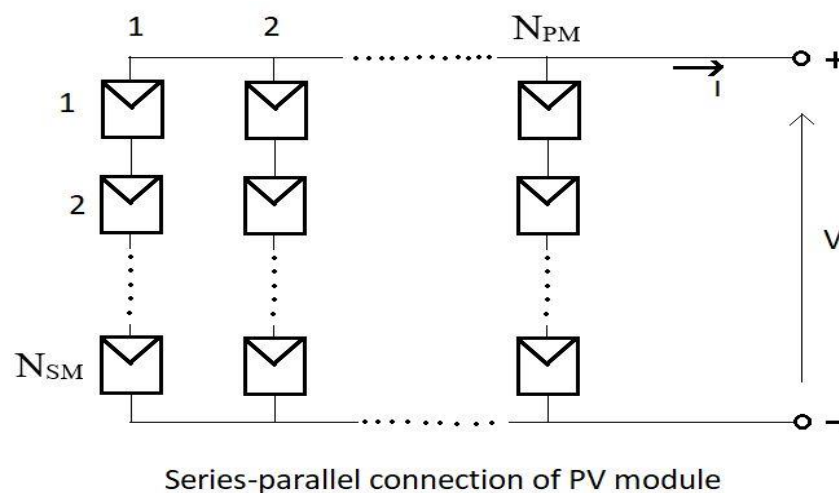 1 2 N_PM
+
I
1
2
V
N_SM
-
Series-parallel connection of PV module